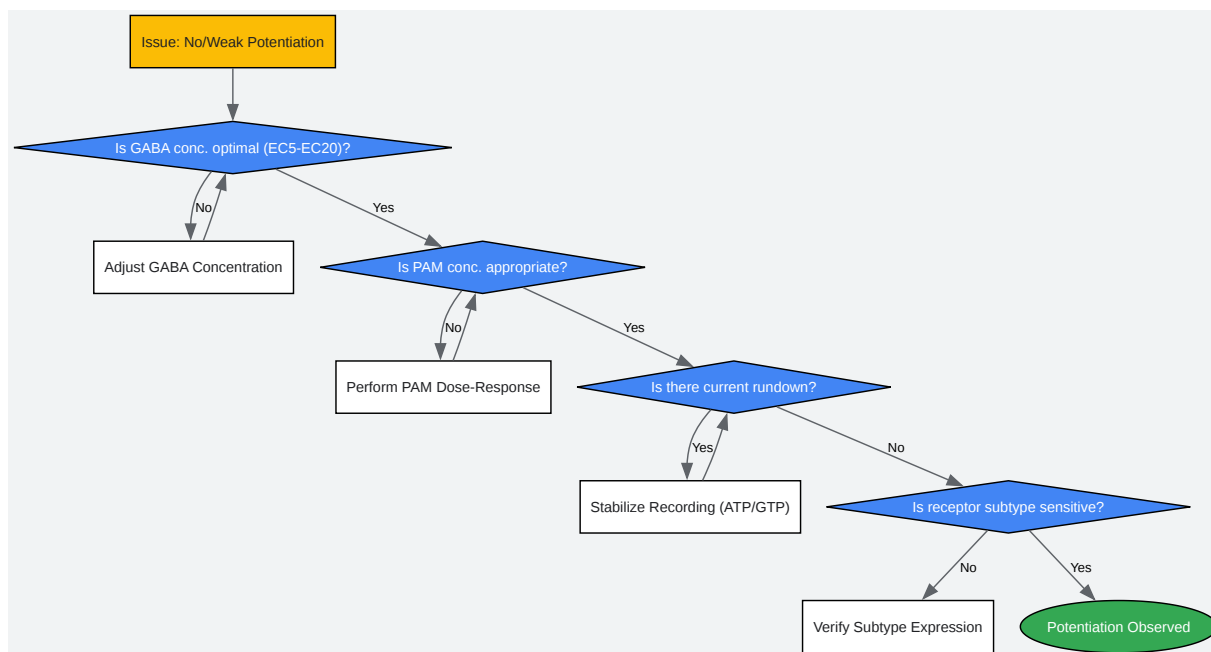 Issue: No/Weak Potentiation
Is GABA conc. optimal (EC5-EC20)?
No
Yes
Adjust GABA Concentration
Is PAM conc. appropriate?
No
Yes
Perform PAM Dose-Response
Is there current rundown?
Yes
No
Stabilize Recording (ATP/GTP)
Is receptor subtype sensitive?
No
Yes
Verify Subtype Expression
Potentiation Observed